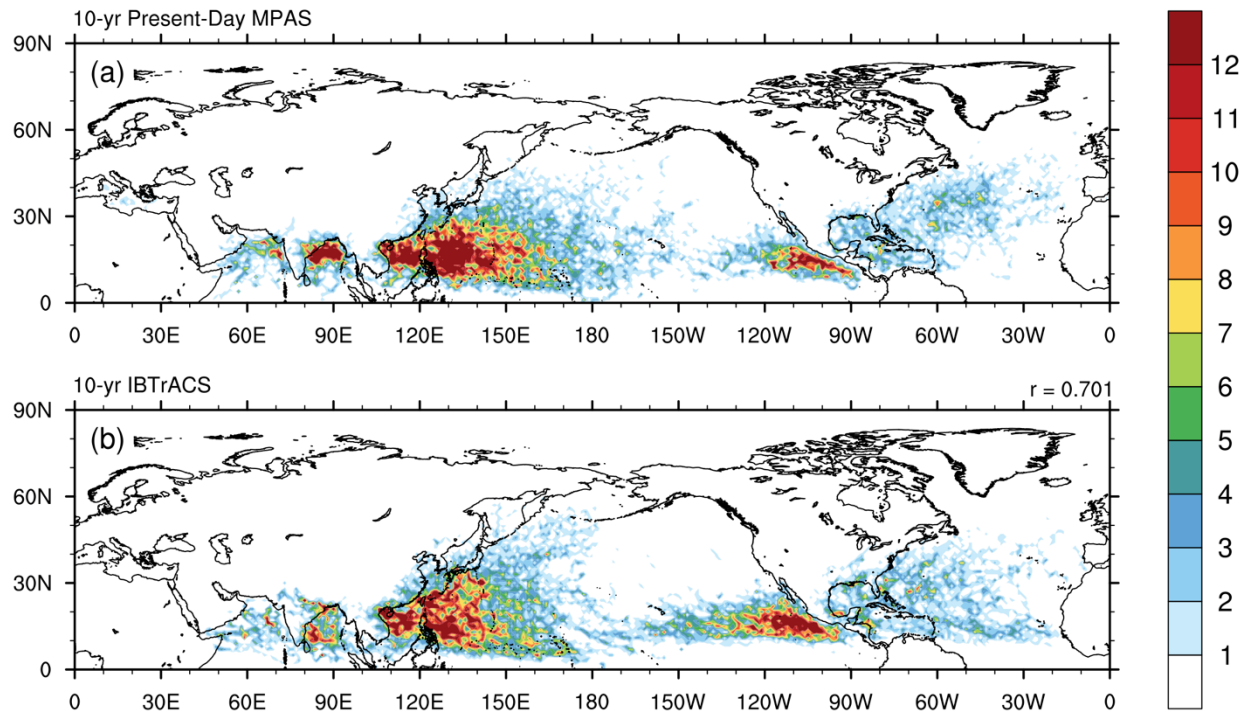 10-yr Present-Day MPAS
90N
(a)
60N
30N
0
0 30E 60E 90E 120E 150E 180 150W 120W 90W 60W 30W 0
10-yr IBTrACS r = 0.701
90N
(b)
60N
30N
0
0 30E 60E 90E 120E 150E 180 150W 120W 90W 60W 30W 0
12
11
10
9
8
7
6
5
4
3
2
1